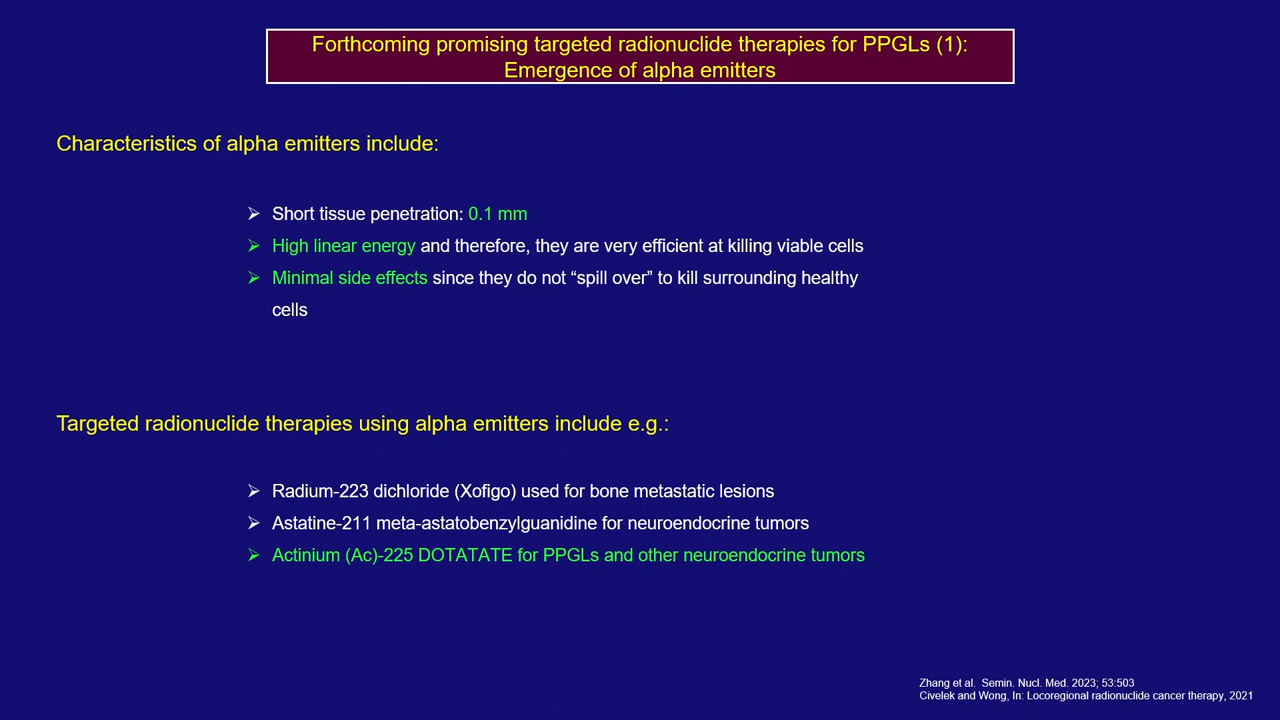 Forthcoming promising targeted radionuclide therapies for PPGLs (1):
Emergence of alpha emitters
Characteristics of alpha emitters include:
➢ Short tissue penetration: 0.1 mm
➢ High linear energy and therefore, they are very efficient at killing viable cells
➢ Minimal side effects since they do not “spill over” to kill surrounding healthy
cells
Targeted radionuclide therapies using alpha emitters include e.g.:
➢ Radium-223 dichloride (Xofigo) used for bone metastatic lesions
➢ Astatine-211 meta-astatobenzylguanidine for neuroendocrine tumors
➢ Actinium (Ac)-225 DOTATATE for PPGLs and other neuroendocrine tumors
Zhang et al. Semin. Nucl. Med. 2023; 53:503
Civelek and Wong, In: Locoregional radionuclide cancer therapy, 2021